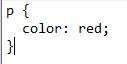 p {
  color: red;
}